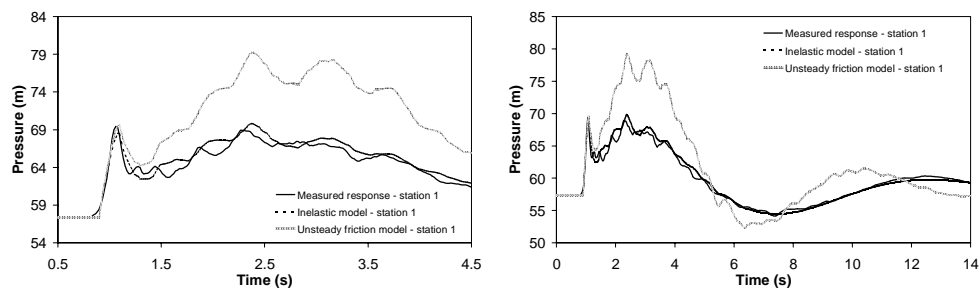 84
79
74
69
64
59
54
Pressure (m)
0.5
1.5
2.5
3.5
4.5
Time (s)
Measured response - station 1
Inelastic model - station 1
Unsteady friction model - station 1
85
80
75
70
65
60
55
50
Pressure (m)
0
2
4
6
8
10
12
14
Time (s)
Measured response - station 1
Inelastic model - station 1
Unsteady friction model - station 1